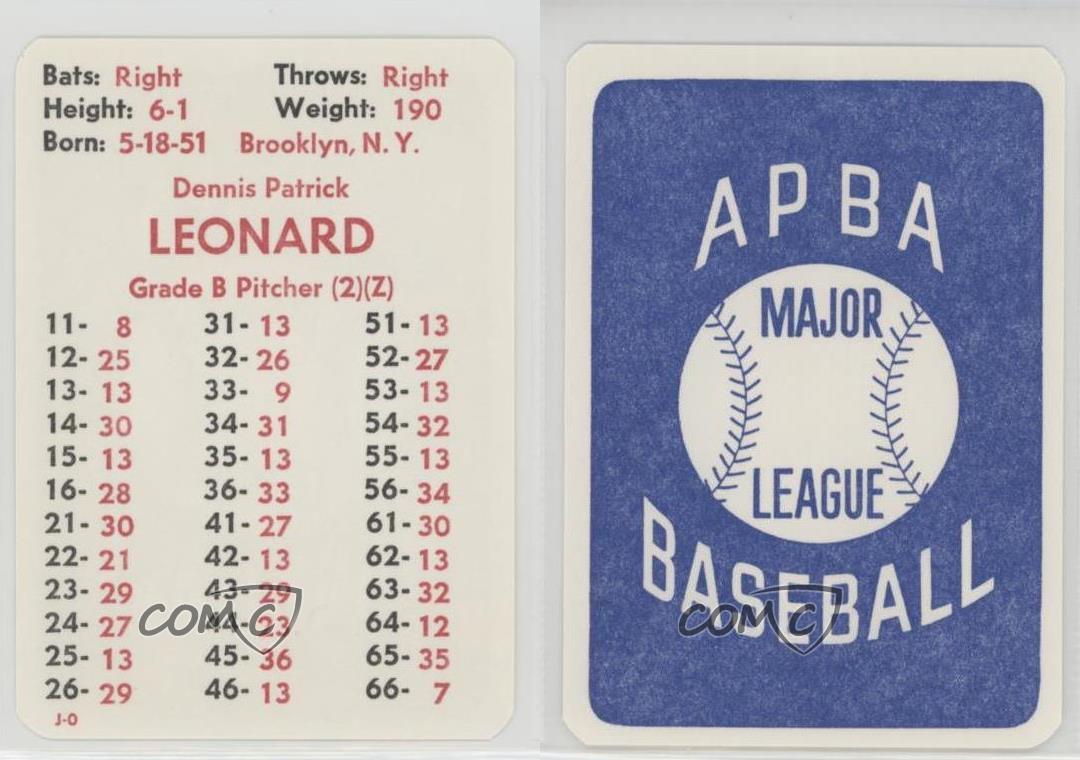 Bats: Right Throws: Right
Height: 6-1 Weight: 190
Born: 5-18-51 Brooklyn, N. Y.
Dennis Patrick
LEONARD
Grade B Pitcher (2)(Z)
11- 8 31- 13 51- 13
12- 25 32- 26 52- 27
13- 13 33- 9 53- 13
14- 30 34- 31 54- 32
15- 13 35- 13 55- 13
16- 28 36- 33 56- 34
21- 30 41- 27 61- 30
22- 21 42- 13 62- 13
23- 29 43- 29 63- 32
24- 27 44- 23 64- 12
25- 13 45- 36 65- 35
26- 29 46- 13 66- 7
J-O
COMC
APBA
MAJOR
LEAGUE
BASEBALL
COMC